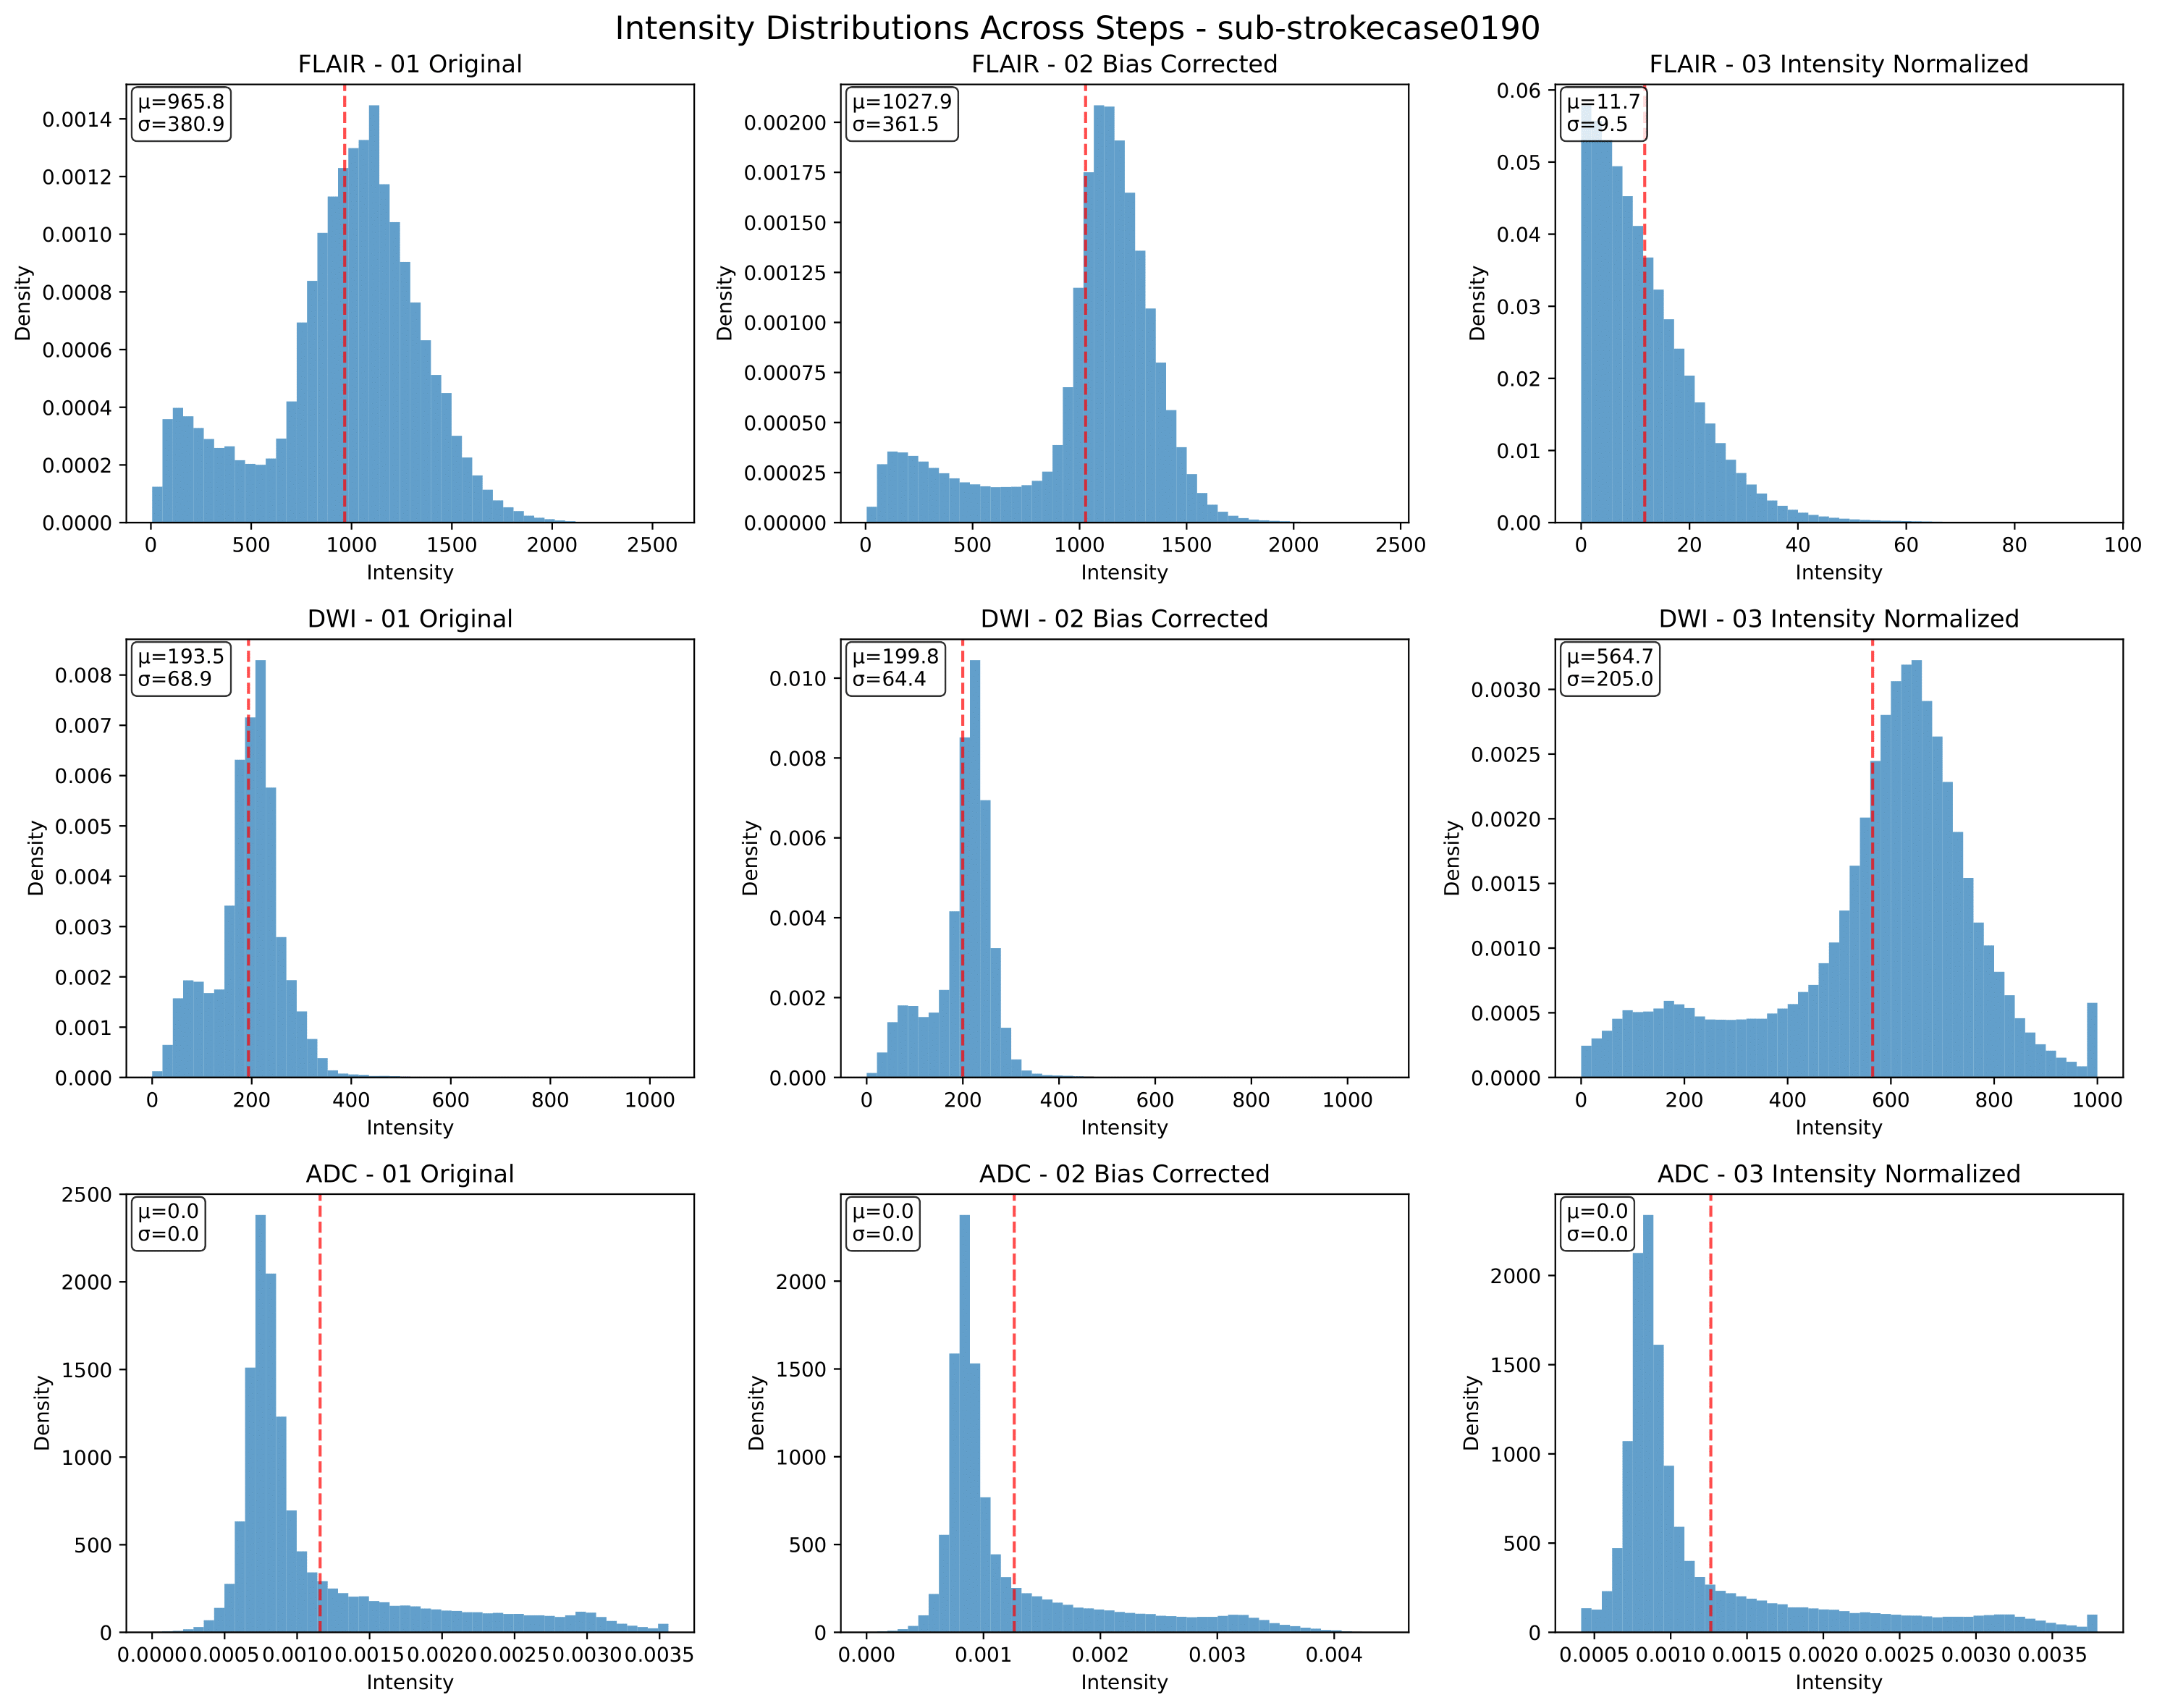 Intensity Distributions Across Steps - sub-strokecase0190
FLAIR - 01 Original
μ=965.8
σ=380.9
Density
0.0014
0.0012
0.0010
0.0008
0.0006
0.0004
0.0002
0.0000
0 500 1000 1500 2000 2500
Intensity
FLAIR - 02 Bias Corrected
μ=1027.9
σ=361.5
Density
0.00200
0.00175
0.00150
0.00125
0.00100
0.00075
0.00050
0.00025
0.00000
0 500 1000 1500 2000 2500
Intensity
FLAIR - 03 Intensity Normalized
μ=11.7
σ=9.5
Density
0.06
0.05
0.04
0.03
0.02
0.01
0.00
0 20 40 60 80 100
Intensity
DWI - 01 Original
μ=193.5
σ=68.9
Density
0.008
0.007
0.006
0.005
0.004
0.003
0.002
0.001
0.000
0 200 400 600 800 1000
Intensity
DWI - 02 Bias Corrected
μ=199.8
σ=64.4
Density
0.010
0.008
0.006
0.004
0.002
0.000
0 200 400 600 800 1000
Intensity
DWI - 03 Intensity Normalized
μ=564.7
σ=205.0
Density
0.0030
0.0025
0.0020
0.0015
0.0010
0.0005
0.0000
0 200 400 600 800 1000
Intensity
ADC - 01 Original
μ=0.0
σ=0.0
Density
2500
2000
1500
1000
500
0
0.0000 0.0005 0.0010 0.0015 0.0020 0.0025 0.0030 0.0035
Intensity
ADC - 02 Bias Corrected
μ=0.0
σ=0.0
Density
2000
1500
1000
500
0
0.000 0.001 0.002 0.003 0.004
Intensity
ADC - 03 Intensity Normalized
μ=0.0
σ=0.0
Density
2000
1500
1000
500
0
0.0005 0.0010 0.0015 0.0020 0.0025 0.0030 0.0035
Intensity